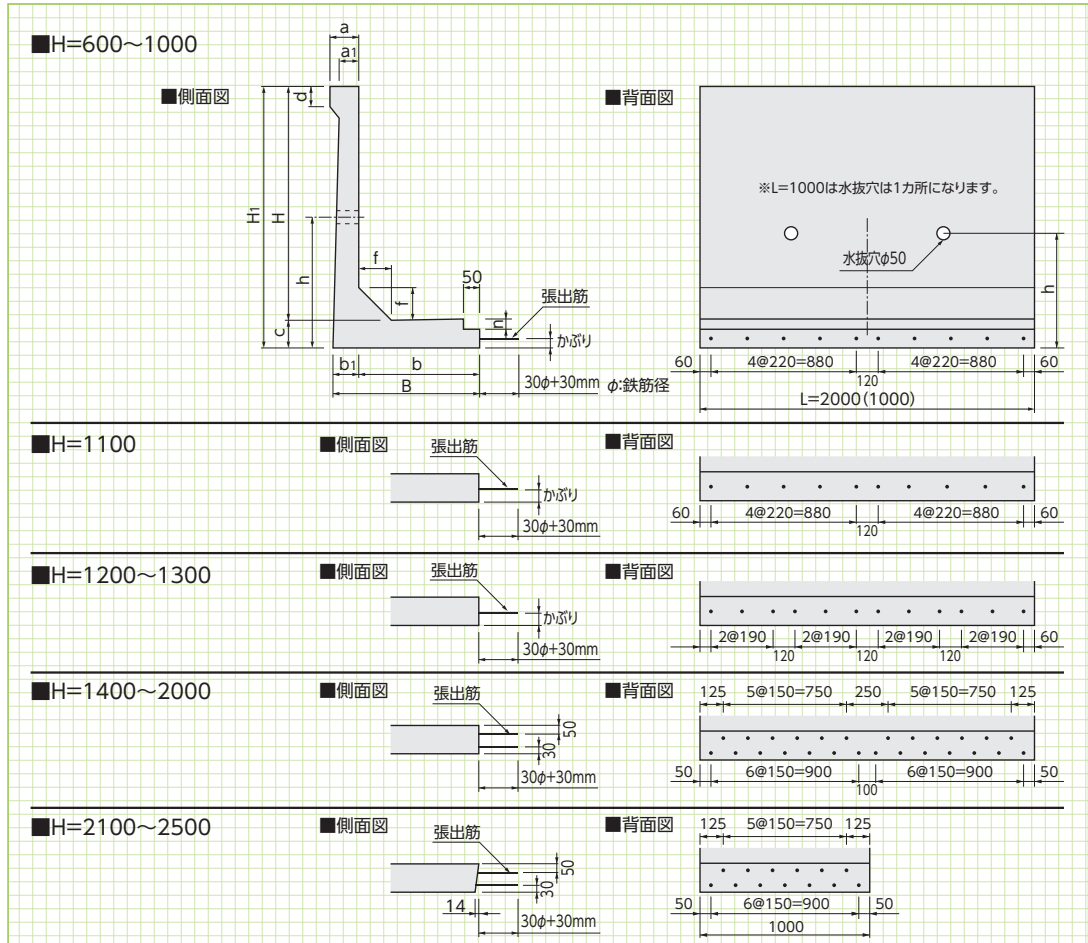 ■H=600～1000
■側面図
a
a1
d
H1
H
h
c
f
f
50
n
張出筋
かぶり
b1
b
B
30φ+30mm φ:鉄筋径
■背面図
※L=1000は水抜穴は1カ所になります。
水抜穴φ50
h
60
4@220=880
120
4@220=880
60
L=2000(1000)
■H=1100
■側面図
張出筋
かぶり
30φ+30mm
■背面図
60
4@220=880
120
4@220=880
60
■H=1200～1300
■側面図
張出筋
かぶり
30φ+30mm
■背面図
2@190
120
2@190
120
2@190
120
2@190
60
■H=1400～2000
■側面図
張出筋
50
30
30φ+30mm
■背面図
125
5@150=750
250
5@150=750
125
50
6@150=900
100
6@150=900
50
■H=2100～2500
■側面図
張出筋
50
30
14
30φ+30mm
■背面図
125
5@150=750
125
50
6@150=900
50
1000